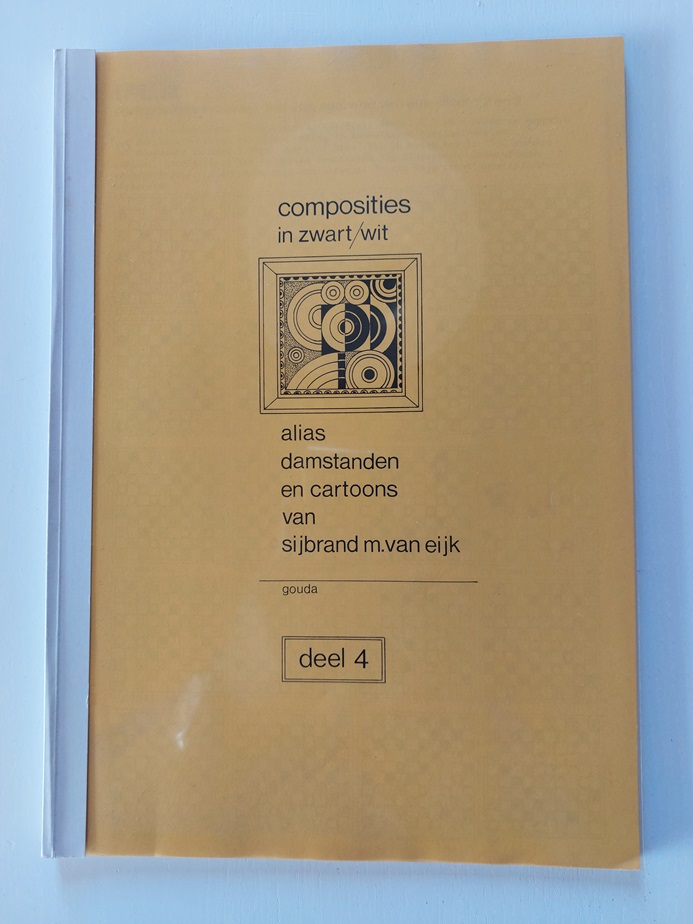 composities
in zwart/wit
alias
damstanden
en cartoons
van
sijbrand m.van eijk
gouda
deel 4